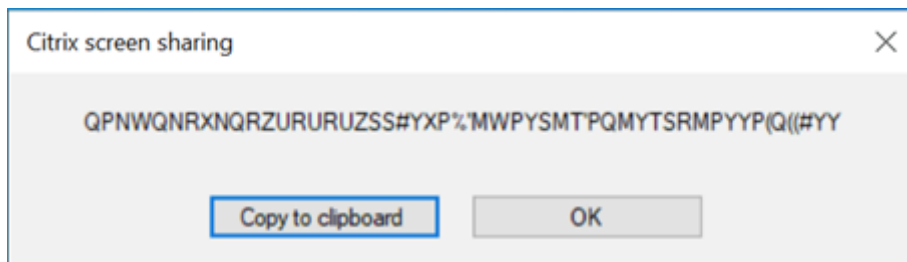 Citrix screen sharing
QPNWQNRXNQRZURURUZSS#YXP%'MWPYSMT'PQMYTSRMPYYP(Q((#YY
Copy to clipboard OK